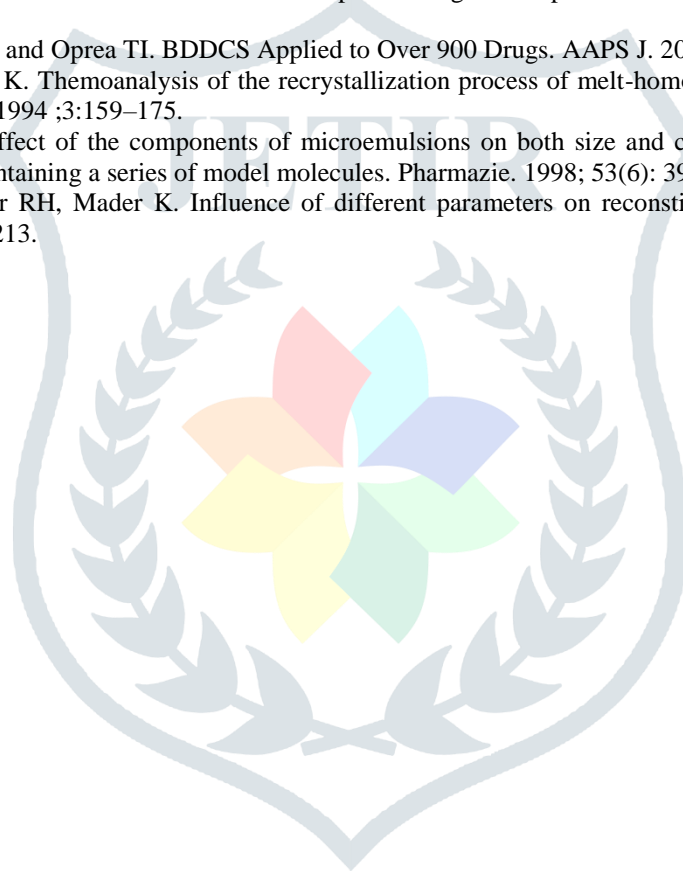 and Oprea TI. BDDCS Applied to Over 900 Drugs. AAPS J. 20
K. Themoanalysis of the recrystallization process of melt-homo
1994 ;3:159–175.
ffect of the components of microemulsions on both size and c
ntaining a series of model molecules. Pharmazie. 1998; 53(6): 39
r RH, Mader K. Influence of different parameters on reconsti
213.
JETIR